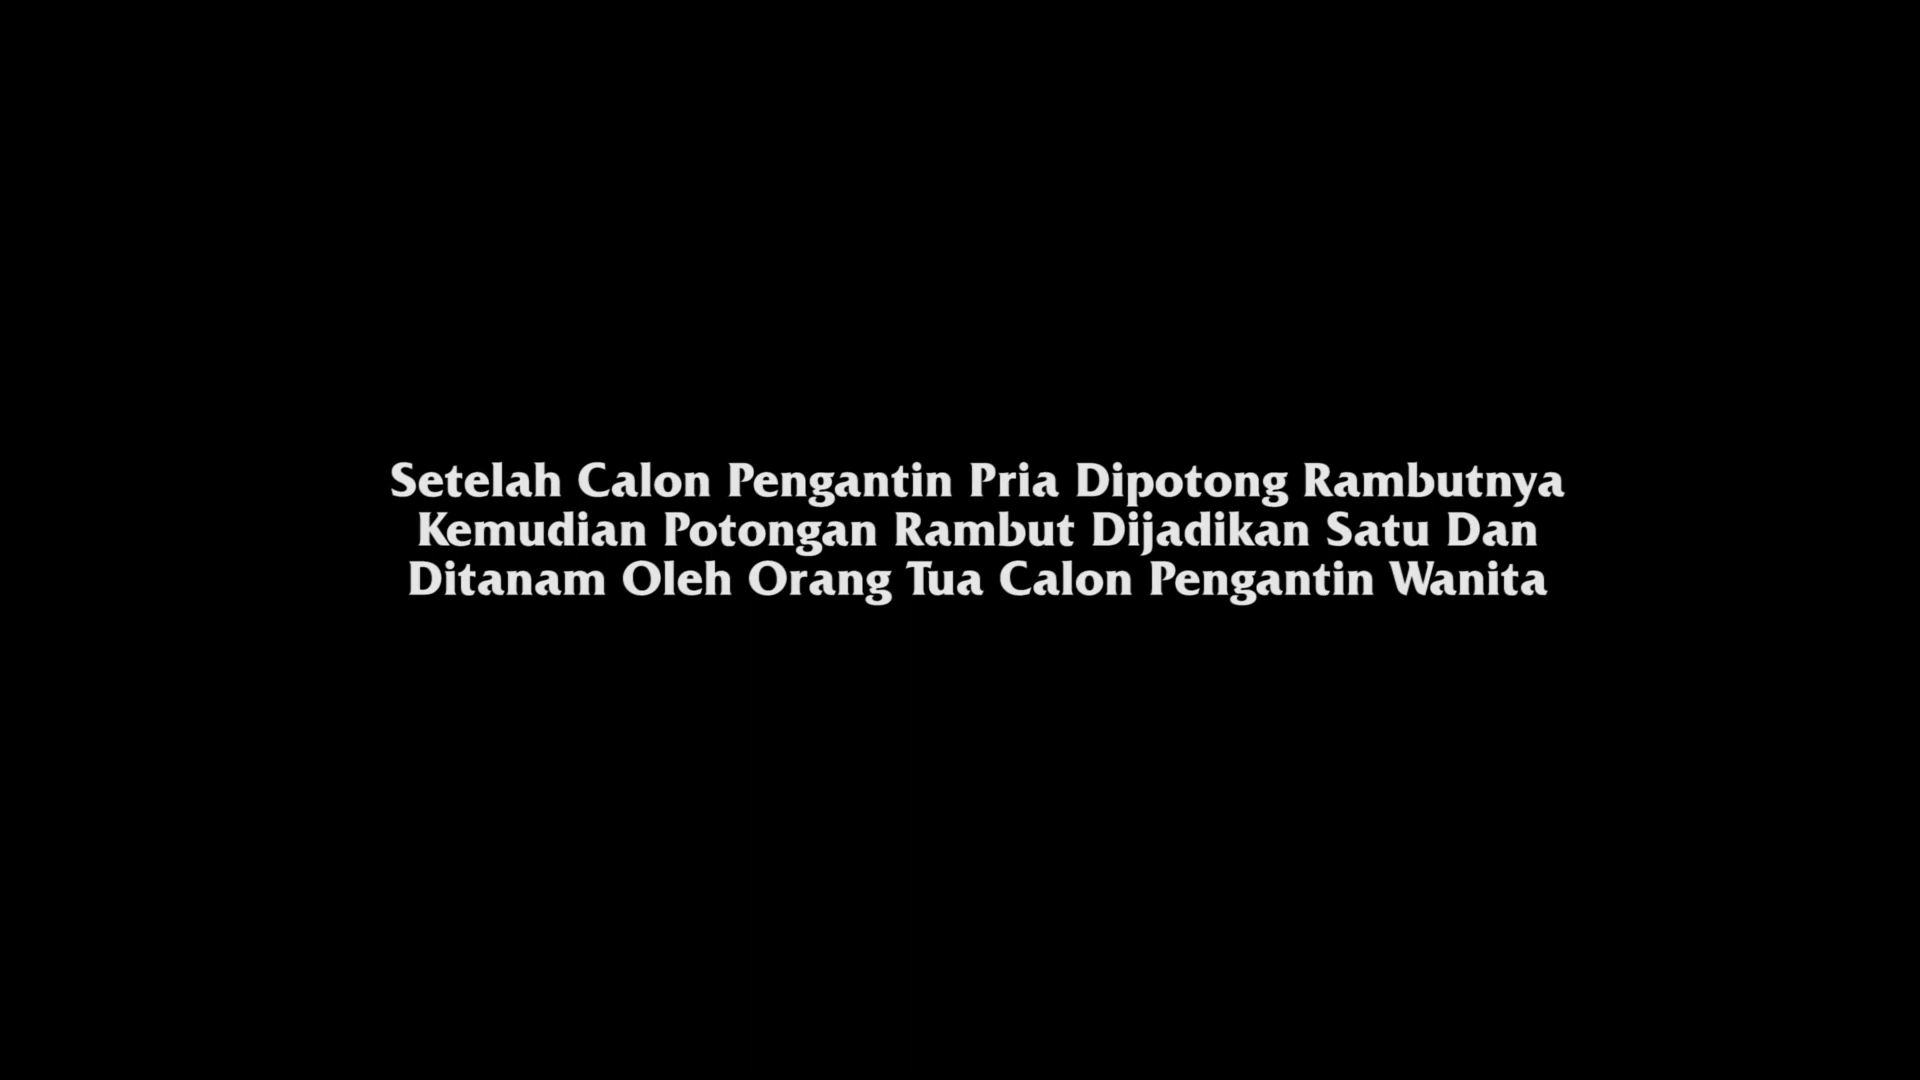 Setelah Calon Pengantin Pria Dipotong Rambutnya
Kemudian Potongan Rambut Dijadikan Satu Dan
Ditanam Oleh Orang Tua Calon Pengantin Wanita